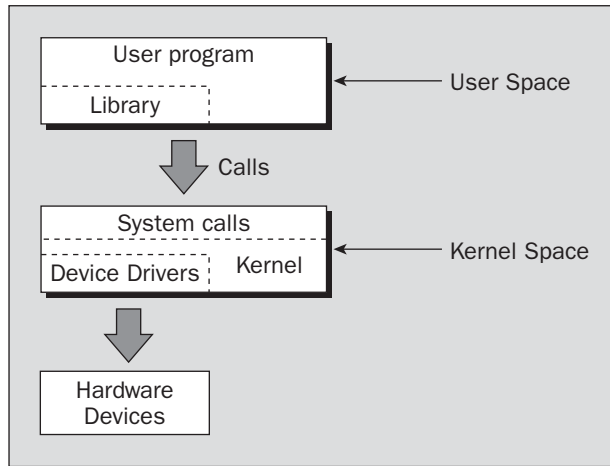 User program
Library
User Space
Calls
System calls
Device Drivers
Kernel
Kernel Space
Hardware
Devices